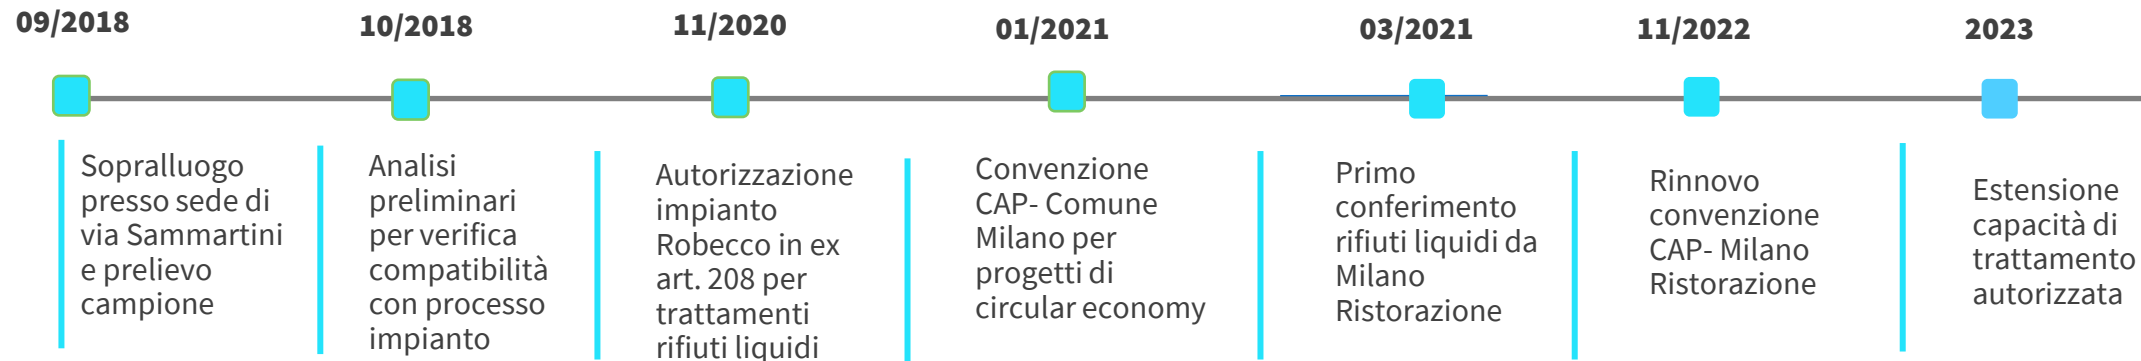 09/2018
Sopralluogo
presso sede di
via Sammartini
e prelievo
campione
10/2018
Analisi
preliminari
per verifica
compatibilità
con processo
impianto
11/2020
Autorizzazione
impianto
Robecco in ex
art. 208 per
trattamenti
rifiuti liquidi
01/2021
Convenzione
CAP- Comune
Milano per
progetti di
circular economy
03/2021
Primo
conferimento
rifiuti liquidi da
Milano
Ristorazione
11/2022
Rinnovo
convenzione
CAP- Milano
Ristorazione
2023
Estensione
capacità di
trattamento
autorizzata